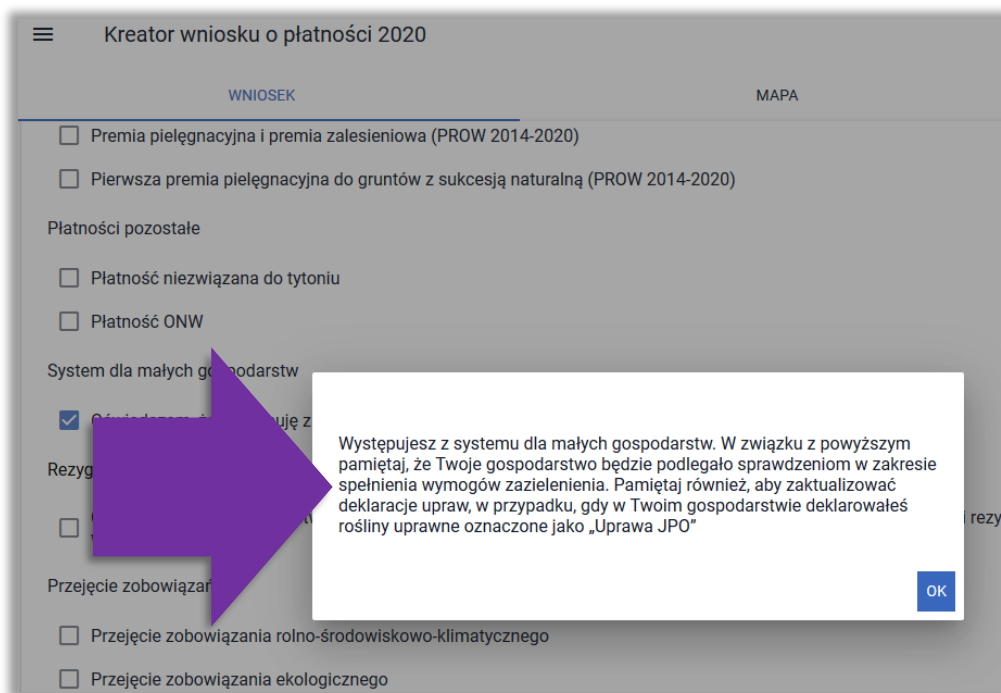 Kreator wniosku o płatności 2020
WNIOSEK
MAPA
Premia pielęgnacyjna i premia zalesieniowa (PROW 2014-2020)
Pierwsza premia pielęgnacyjna do gruntów z sukcesją naturalną (PROW 2014-2020)
Płatności pozostałe
Płatność niezwiązana do tytoniu
Płatność ONW
System dla małych gospodarstw
Występujesz z systemu dla małych gospodarstw. W związku z powyższym
pamiętaj, że Twoje gospodarstwo będzie podlegało sprawdzeniom w zakresie
spełnienia wymogów zazielenienia. Pamiętaj również, aby zaktualizować
deklaracje upraw, w przypadku, gdy w Twoim gospodarstwie deklarowałeś
rośliny uprawne oznaczone jako „Uprawa JPO”
OK
Przejęcie
Przejęcie zobowiązania rolno-środowiskowo-klimatycznego
Przejęcie zobowiązania ekologicznego